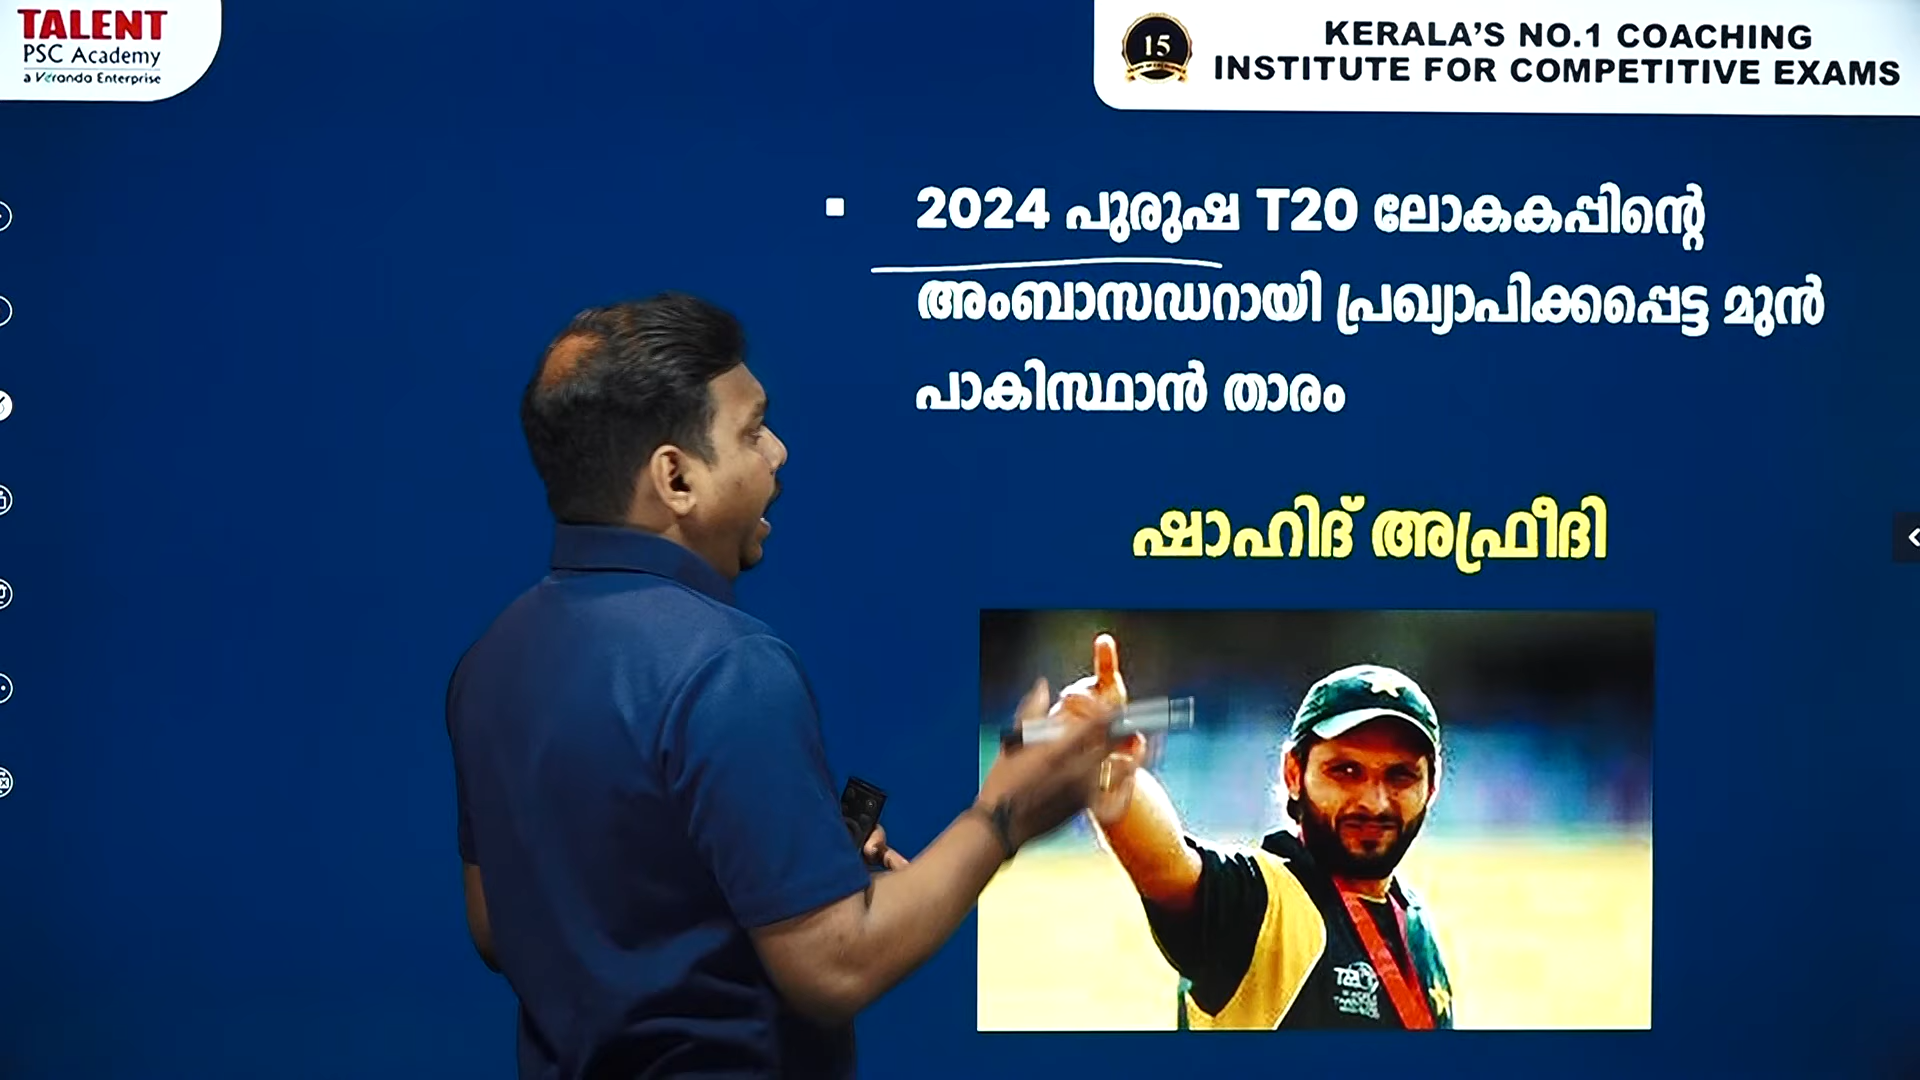 TALENT
PSC Academy
a Veranda Enterprise
15
KERALA'S NO.1 COACHING
INSTITUTE FOR COMPETITIVE EXAMS
2024 പുരുഷ T20 ലോകകപ്പിന്റെ
അംബാസഡറായി പ്രഖ്യാപിക്കപ്പെട്ട മുൻ
പാകിസ്ഥാൻ താരം
ഷാഹിദ് അഫ്രീദി